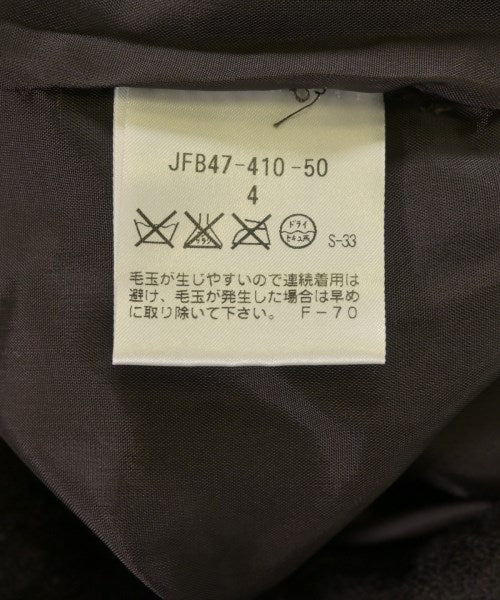 JFB47-410-50
4
ドライ
S-33
毛玉が生じやすいので連続着用は
避け、毛玉が発生した場合は早め
に取り除いて下さい。 F-70